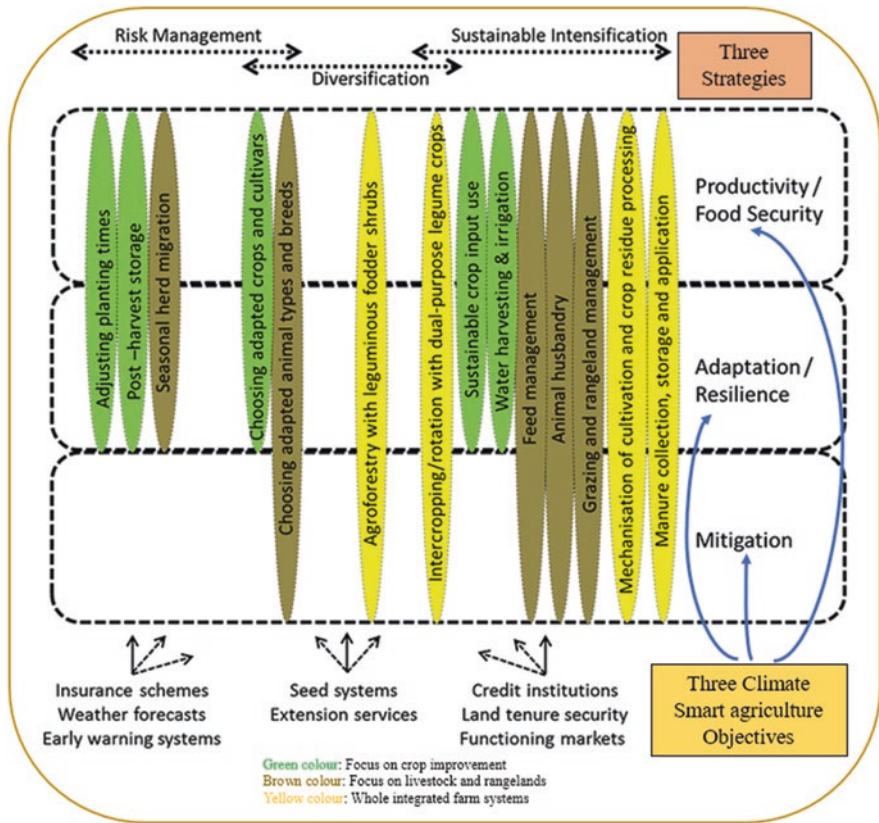 Risk Management
Sustainable Intensification
Diversification
Three
Strategies
Adjusting planting times
Post –harvest storage
Seasonal herd migration
Choosing adapted crops and cultivars
Choosing adapted animal types and breeds
Agroforestry with leguminous fodder shrubs
Intercropping/rotation with dual-purpose legume crops
Sustainable crop input use
Water harvesting & irrigation
Feed management
Animal husbandry
Grazing and rangeland management
Mechanisation of cultivation and crop residue processing
Manure collection, storage and application
Productivity /
Food Security
Adaptation /
Resilience
Mitigation
Insurance schemes
Weather forecasts
Early warning systems
Seed systems
Extension services
Credit institutions
Land tenure security
Functioning markets
Three Climate
Smart agriculture
Objectives
Green colour: Focus on crop improvement
Brown colour: Focus on livestock and rangelands
Yellow colour: Whole integrated farm systems